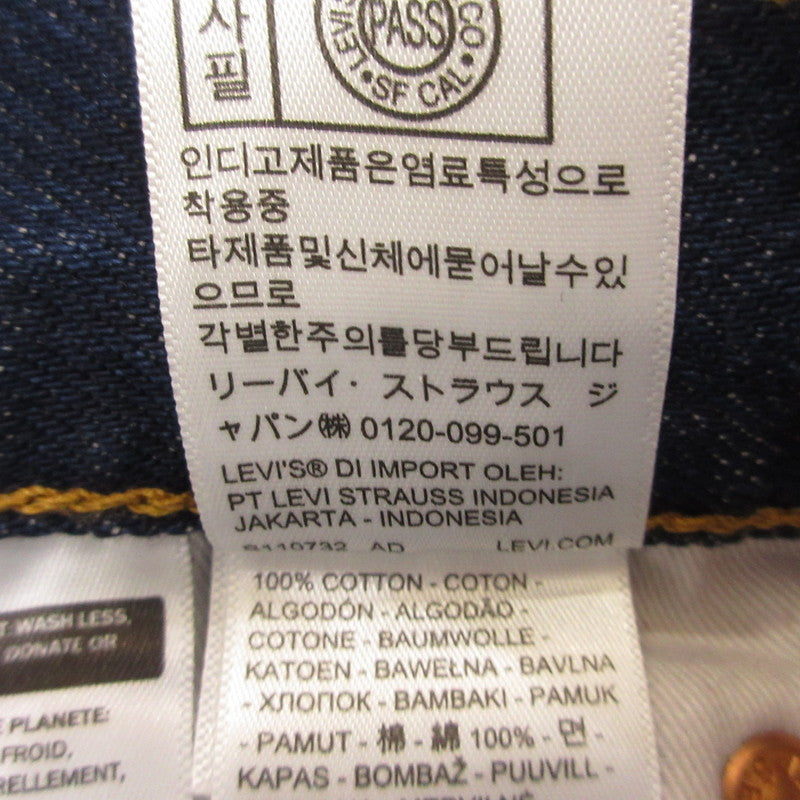 사
필
LEVI'S
PASS
CO
• SF CAL •
인디고제품은염료특성으로
착용중
타제품및신체에묻어날수있
으므로
각별한주의를당부드립니다
リーバイ・ストラウス ジ
ャパン㈱ 0120-099-501
LEVI'S® DI IMPORT OLEH:
PT LEVI STRAUSS INDONESIA
JAKARTA - INDONESIA
S110732 AD LEVI.COM
100% COTTON - COTON -
ALGODÓN - ALGODÃO -
COTONE - BAUMWOLLE -
KATOEN - BAWEŁNA - BAVLNA
- ХЛОПОК - BAMBAKI - PAMUK
- PAMUT - 棉 - 綿 100% - 면 -
KAPAS - BOMBAŽ - PUUVILL -
WASH LESS,
DONATE OR
PLANETE:
FROID,